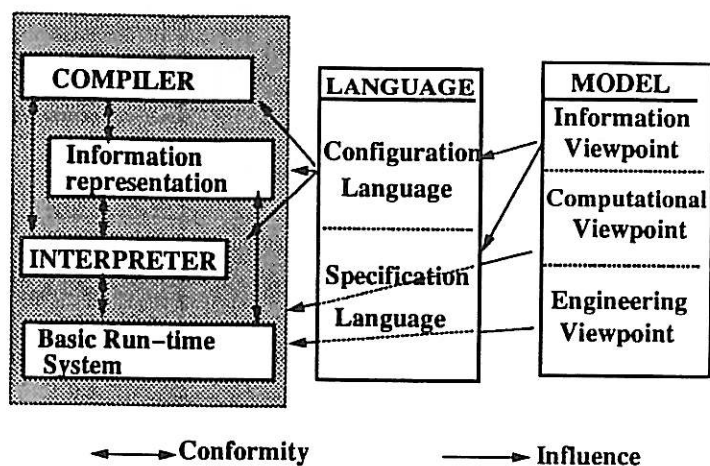 COMPILER
Information
representation
INTERPRETER
Basic Run-time
System
LANGUAGE
Configuration
Language
Specification
Language
MODEL
Information
Viewpoint
Computational
Viewpoint
Engineering
Viewpoint
Conformity
Influence